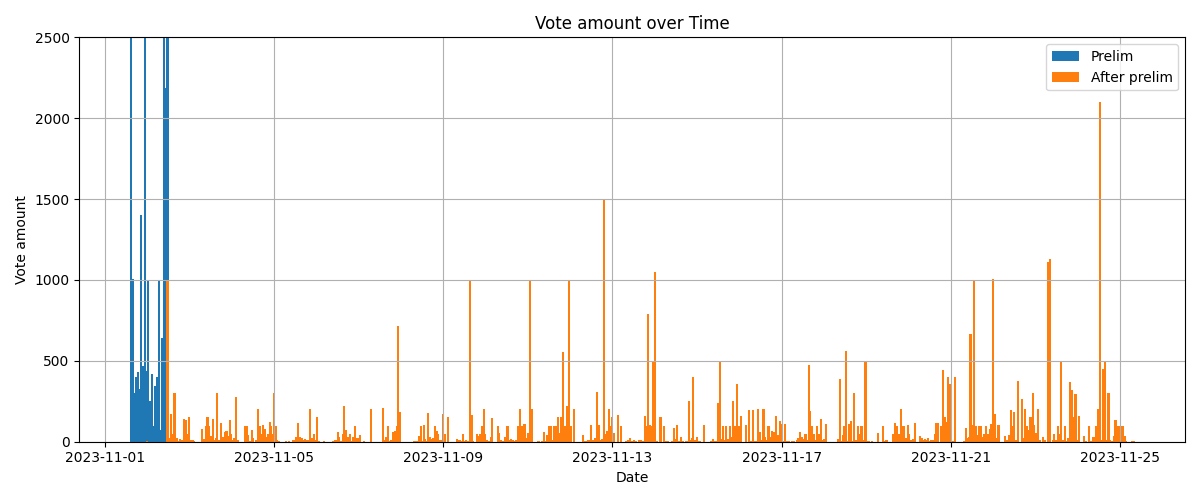 Vote amount over Time
Prelim
After prelim
Vote amount
2500
2000
1500
1000
500
0
2023-11-01
2023-11-05
2023-11-09
2023-11-13
2023-11-17
2023-11-21
2023-11-25
Date